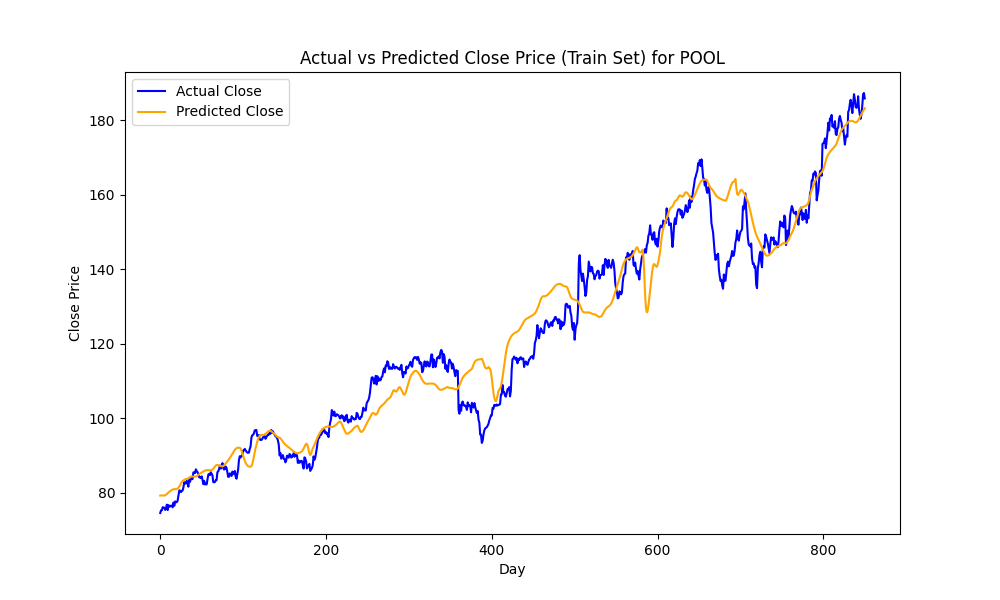 Actual vs Predicted Close Price (Train Set) for POOL
Actual Close
Predicted Close
Close Price
180
160
140
120
100
80
0 200 400 600 800
Day